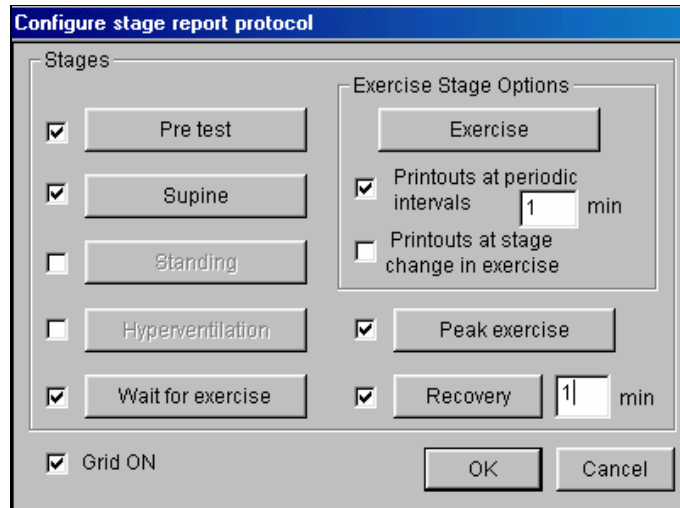 Configure stage report protocol
Stages
Pre test
Supine
Standing
Hyperventilation
Wait for exercise
Exercise Stage Options
Exercise
Printouts at periodic
intervals 1 min
Printouts at stage
change in exercise
Peak exercise
Recovery 1 min
Grid ON
OK Cancel